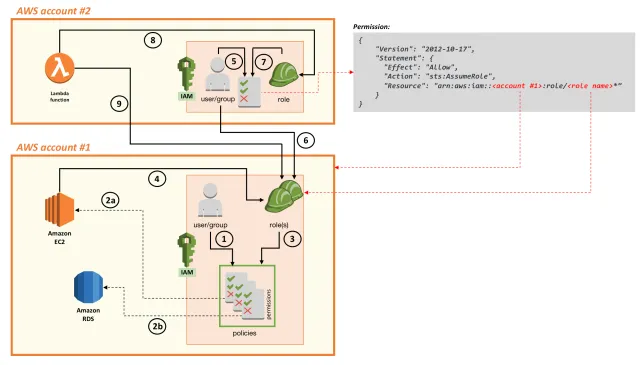 AWS account #2
8
5
7
IAM
user/group
role
Lambda
function
9
6
Permission:
{
"Version": "2012-10-17",
"Statement": {
"Effect": "Allow",
"Action": "sts:AssumeRole",
"Resource": "arn:aws:iam::<account #1>:role/<role name>*"
}
}
AWS account #1
4
2a
Amazon
EC2
user/group
role(s)
1
3
IAM
Amazon
RDS
permissions
2b
policies